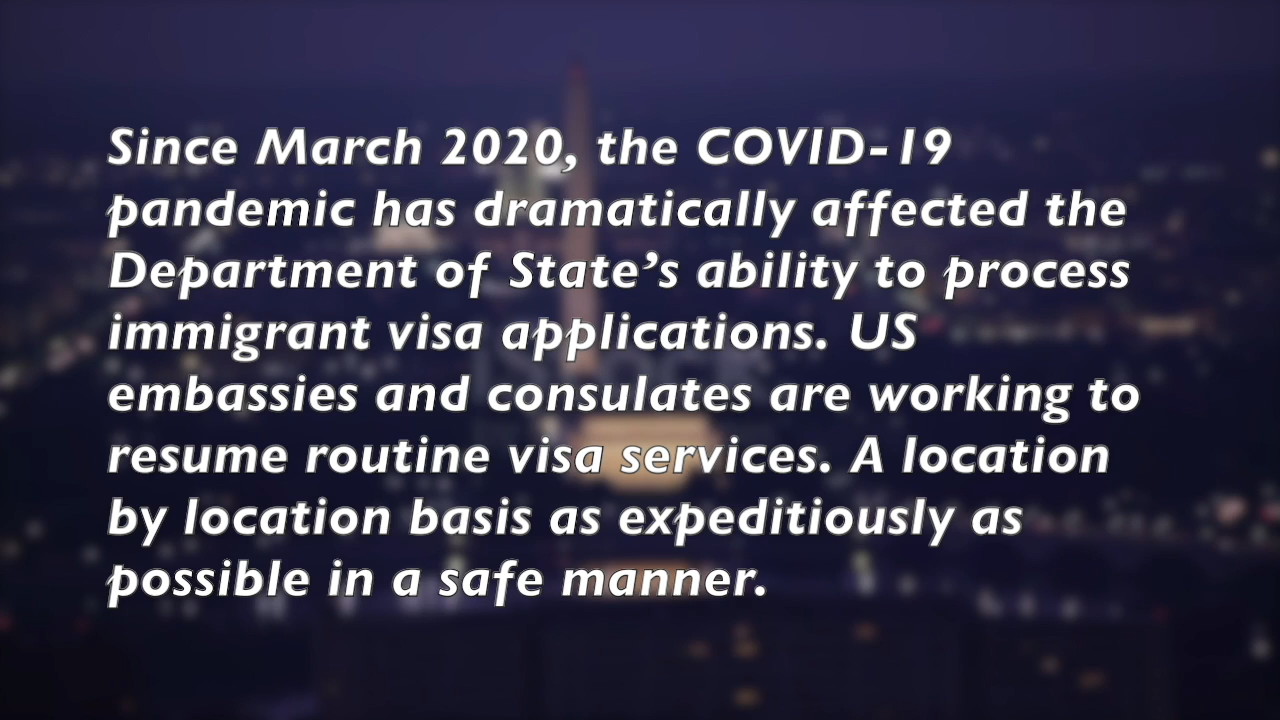 Since March 2020, the COVID-19
pandemic has dramatically affected the
Department of State’s ability to process
immigrant visa applications. US
embassies and consulates are working to
resume routine visa services. A location
by location basis as expeditiously as
possible in a safe manner.